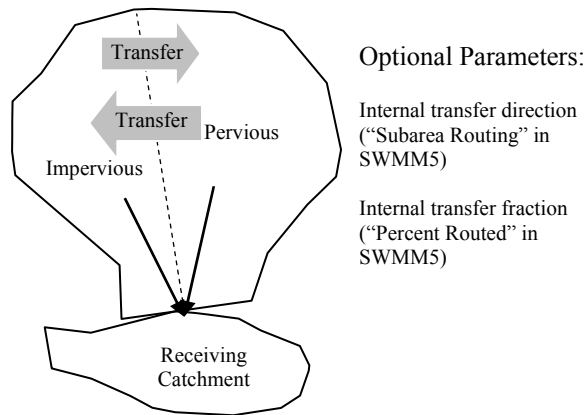 Transfer
Transfer
Pervious
Impervious
Receiving
Catchment
Optional Parameters:
Internal transfer direction
(“Subarea Routing” in
SWMM5)
Internal transfer fraction
(“Percent Routed” in
SWMM5)